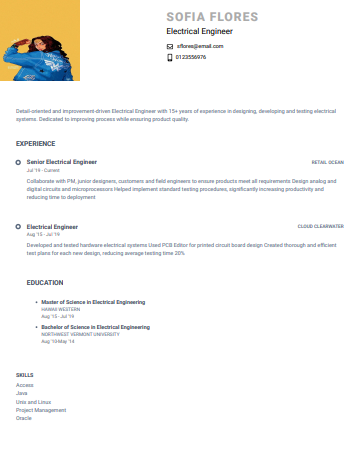 SOFIA FLORES
Electrical Engineer
sflores@email.com
0123556976
Detail-oriented and improvement-driven Electrical Engineer with 15+ years of experience in designing, developing and testing electrical
systems. Dedicated to improving process while ensuring product quality.
EXPERIENCE
Senior Electrical Engineer RETAIL OCEAN
Jul '19 - Current
Collaborate with PM, junior designers, customers and field engineers to ensure products meet all requirements Design analog and
digital circuits and microprocessors Helped implement standard testing procedures, significantly increasing productivity and
reducing time to deployment
Electrical Engineer CLOUD CLEARWATER
Aug '15 - Jul '19
Developed and tested hardware electrical systems Used PCB Editor for printed circuit board design Created thorough and efficient
test plans for each new design, reducing average testing time 20%
EDUCATION
• Master of Science in Electrical Engineering
HAWAII WESTERN
Aug '15 - Jul '19
• Bachelor of Science in Electrical Engineering
NORTHWEST VERMONT UNIVERSITY
Aug '10-May '14
SKILLS
Access
Java
Unix and Linux
Project Management
Oracle